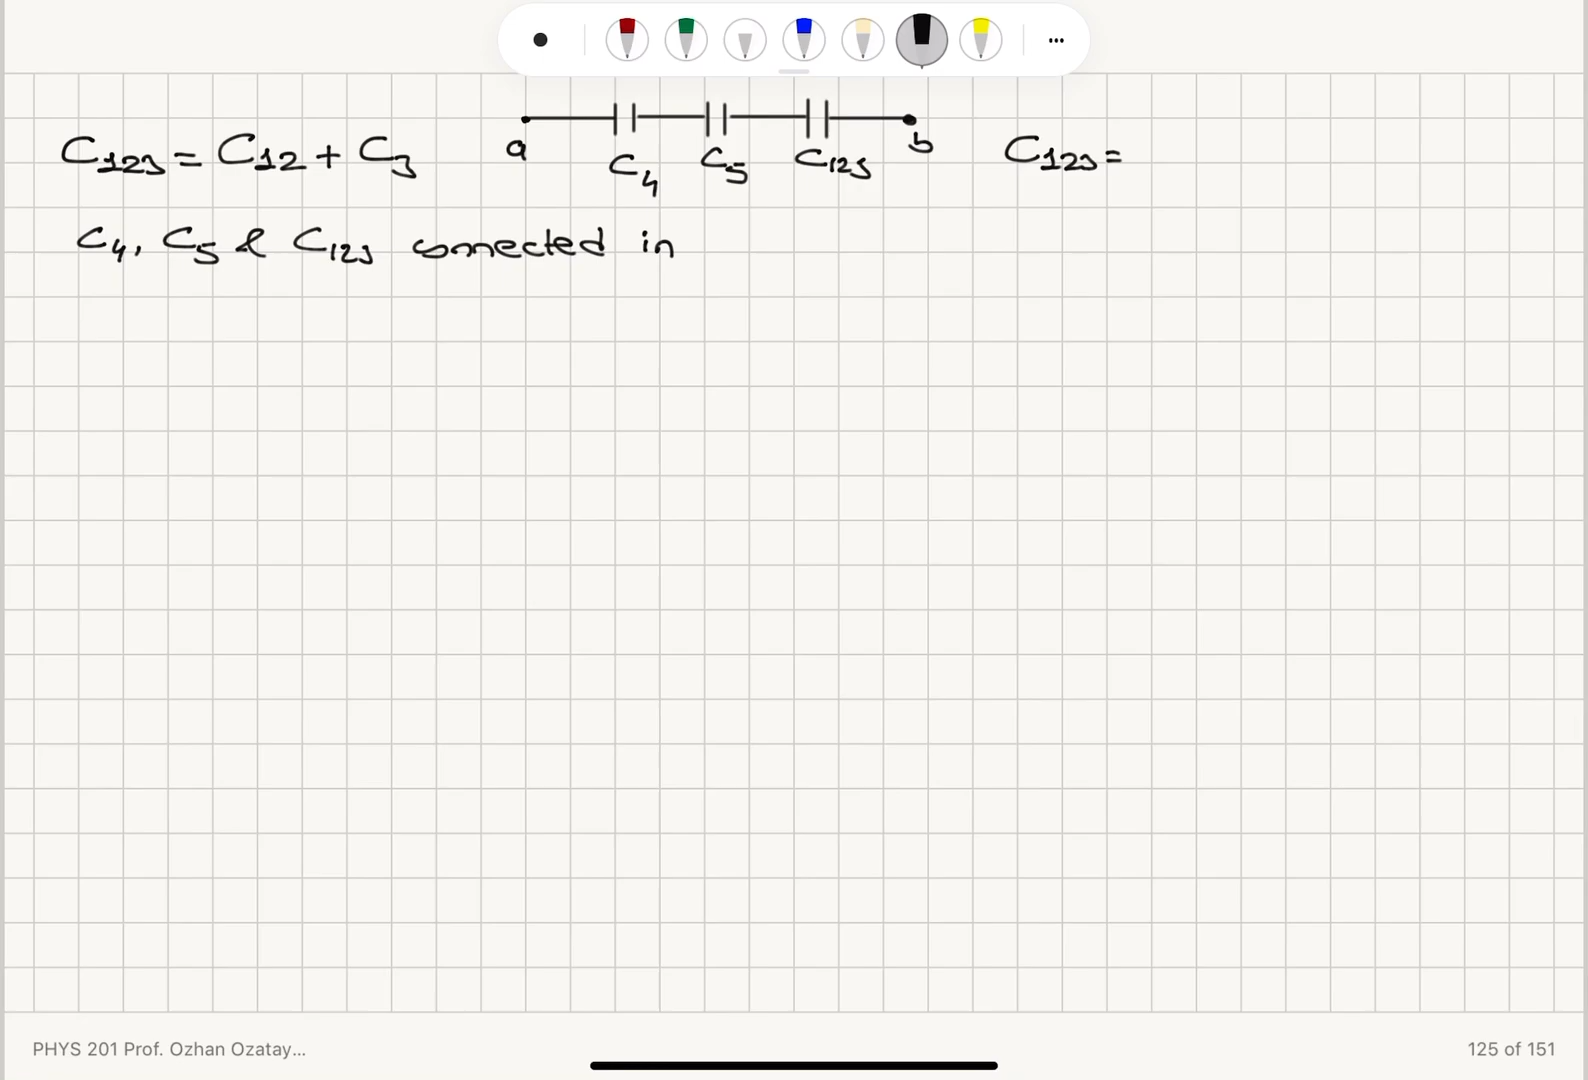 C₁₂₃ = C₁₂ + C₃
a
C₄ C₅ C₁₂₃
b
C₁₂₃ =
C₄, C₅ & C₁₂₃ connected in
PHYS 201 Prof. Ozhan Ozatay...
125 of 151